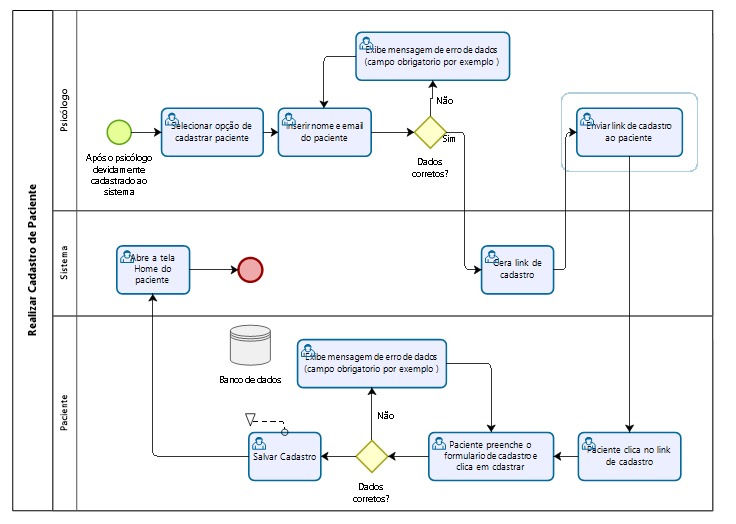 Realizar Cadastro de Paciente
Psicólogo
Exibe mensagem de erro de dados
(campo obrigatorio por exemplo )
Não
Selecionar opção de
cadastrar paciente
Inserir nome e email
do paciente
Sim
Enviar link de cadastro
ao paciente
Após o psicólogo
devidamente
cadastrado ao
sistema
Dados
corretos?
Sistema
Abre a tela
Home do
paciente
Gera link de
cadastro
Paciente
Exibe mensagem de erro de dados
(campo obrigatorio por exemplo )
Banco de dados
Não
Salvar Cadastro
Paciente preenche o
formulario de cadastro e
clica em cdastrar
Paciente clica no link
de cadastro
Dados
corretos?